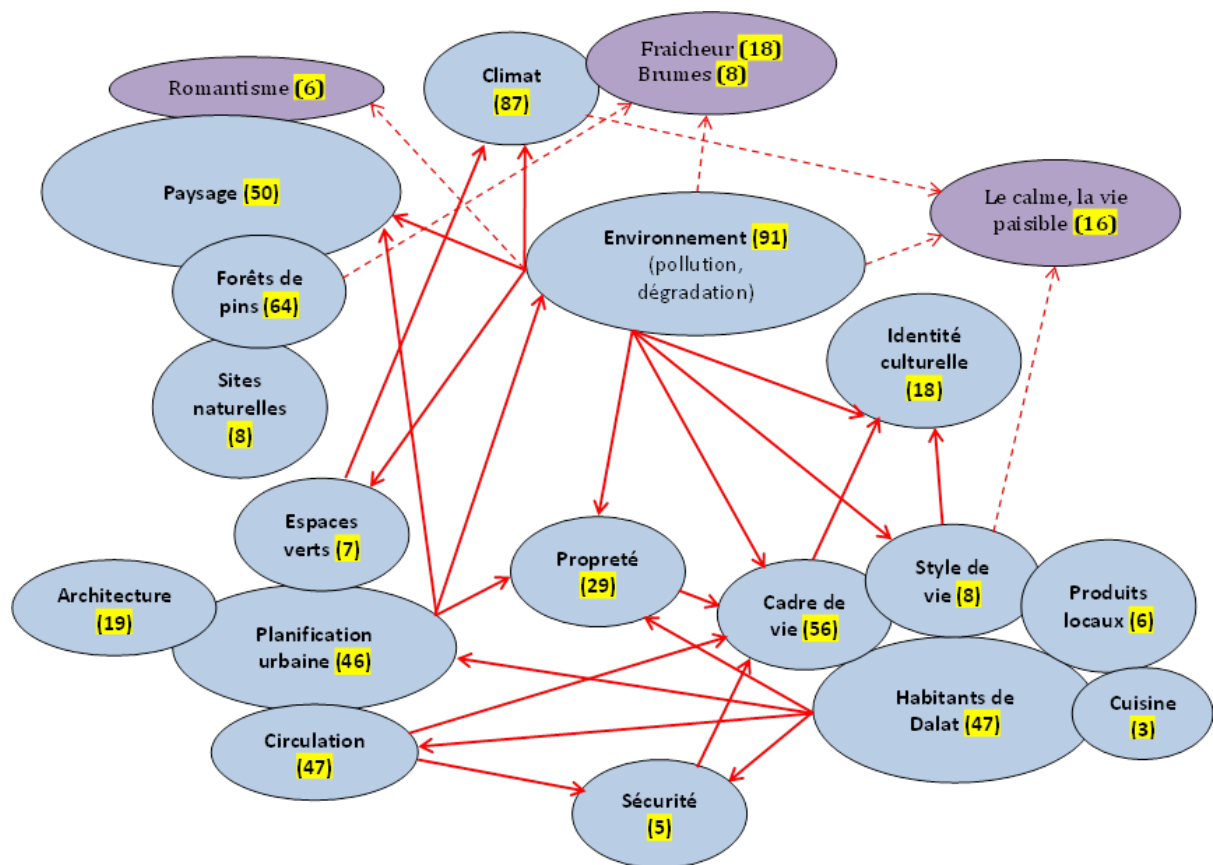 Fraicheur (18)
Brumes (8)
Climat
(87)
Romantisme (6)
Paysage (50)
Le calme, la vie
paisible (16)
Environnement (91)
(pollution,
dégradation)
Forêts de
pins (64)
Identité
culturelle
(18)
Sites
naturelles
(8)
Espaces
verts (7)
Propreté
(29)
Style de
vie (8)
Architecture
(19)
Cadre de
vie (56)
Produits
locaux (6)
Planification
urbaine (46)
Habitants de
Dalat (47)
Cuisine
(3)
Circulation
(47)
Sécurité
(5)